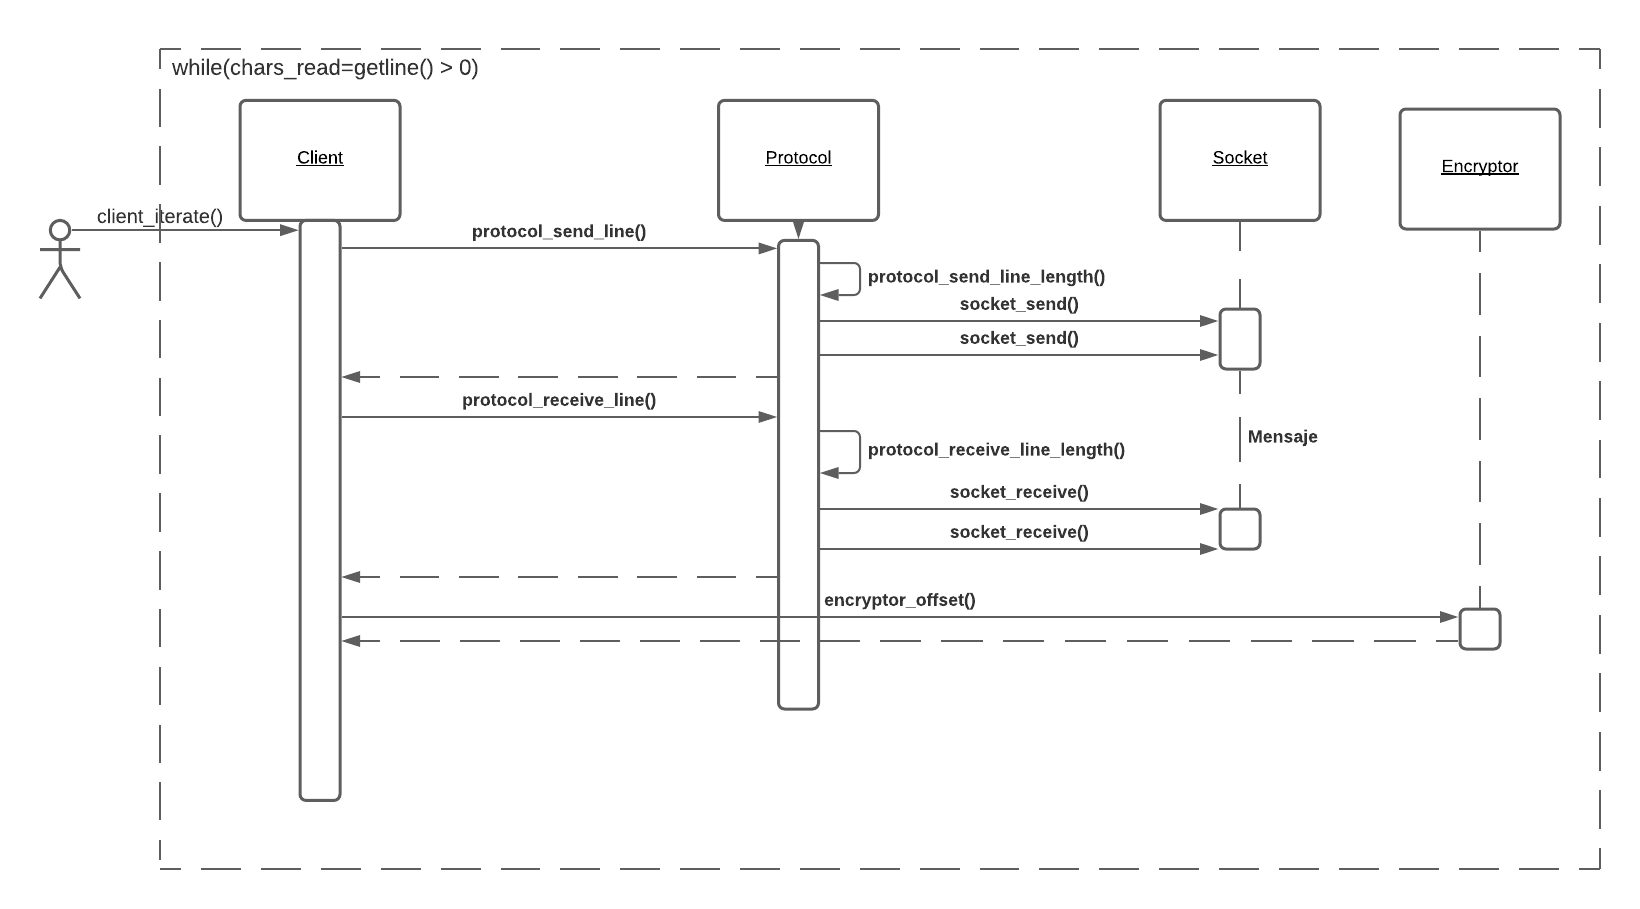 while(chars_read=getline() > 0)
Client
Protocol
Socket
Encryptor
client_iterate()
protocol_send_line()
protocol_send_line_length()
socket_send()
socket_send()
protocol_receive_line()
Mensaje
protocol_receive_line_length()
socket_receive()
socket_receive()
encryptor_offset()